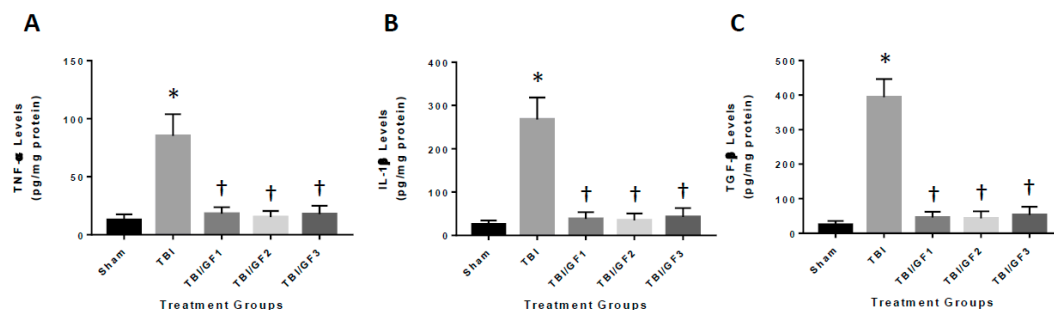 A
B
C
TNF-α Levels
(pg/mg protein)
150
100
50
0
*
†
†
†
Sham
TBI
TBI/GF1
TBI/GF2
TBI/GF3
Treatment Groups
IL-1β Levels
(pg/mg protein)
400
300
200
100
0
*
†
†
†
Sham
TBI
TBI/GF1
TBI/GF2
TBI/GF3
Treatment Groups
TGF-β Levels
(pg/mg protein)
500
400
300
200
100
0
*
†
†
†
Sham
TBI
TBI/GF1
TBI/GF2
TBI/GF3
Treatment Groups